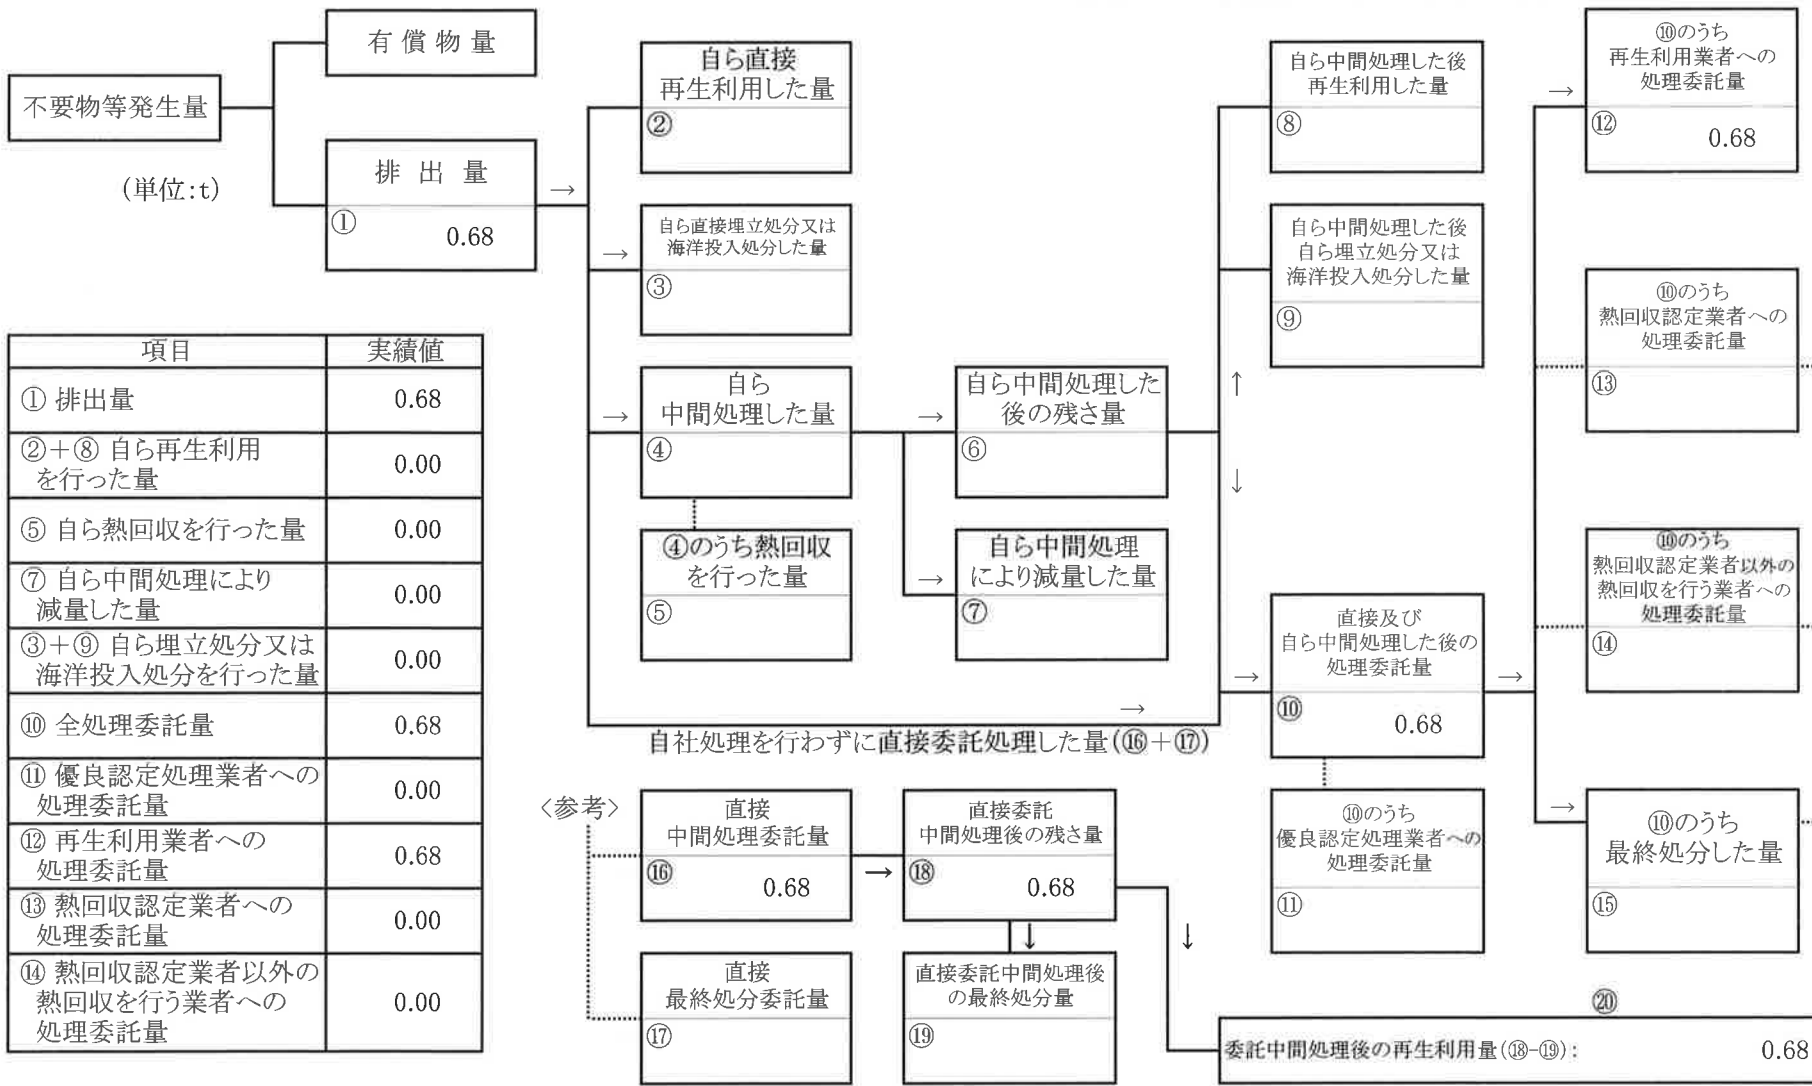 有償物量
不要物等発生量
(単位:t)
排出量
①
0.68
→
自ら直接
再生利用した量
②
→
自ら直接埋立処分又は
海洋投入処分した量
③
→
自ら
中間処理した量
④
④のうち熱回収
を行った量
⑤
→
自ら中間処理した
後の残さ量
⑥
→
自ら中間処理
により減量した量
⑦
↑
↓
自ら中間処理した後
再生利用した量
⑧
自ら中間処理した後
自ら埋立処分又は
海洋投入処分した量
⑨
→
自社処理を行わずに直接委託処理した量(⑯+⑰)
→
直接及び
自ら中間処理した後の
処理委託量
⑩
0.68
→
⑩のうち
優良認定処理業者への
処理委託量
⑪
→
⑩のうち
再生利用業者への
処理委託量
⑫
0.68
⑩のうち
熱回収認定業者への
処理委託量
⑬
⑩のうち
熱回収認定業者以外の
熱回収を行う業者への
処理委託量
⑭
→
⑩のうち
最終処分した量
⑮
項目 実績値
① 排出量 0.68
②+⑧ 自ら再生利用
を行った量 0.00
⑤ 自ら熱回収を行った量 0.00
⑦ 自ら中間処理により
減量した量 0.00
③+⑨ 自ら埋立処分又は
海洋投入処分を行った量 0.00
⑩ 全処理委託量 0.68
⑪ 優良認定処理業者への
処理委託量 0.00
⑫ 再生利用業者への
処理委託量 0.68
⑬ 熱回収認定業者への
処理委託量 0.00
⑭ 熱回収認定業者以外の
熱回収を行う業者への
処理委託量 0.00
<参考>
直接
中間処理委託量
⑯
0.68
→
直接委託
中間処理後の残さ量
⑱
0.68
↓
↓
直接
最終処分委託量
⑰
直接委託中間処理後
の最終処分量
⑲
⑳
委託中間処理後の再生利用量(⑱-⑲): 0.68